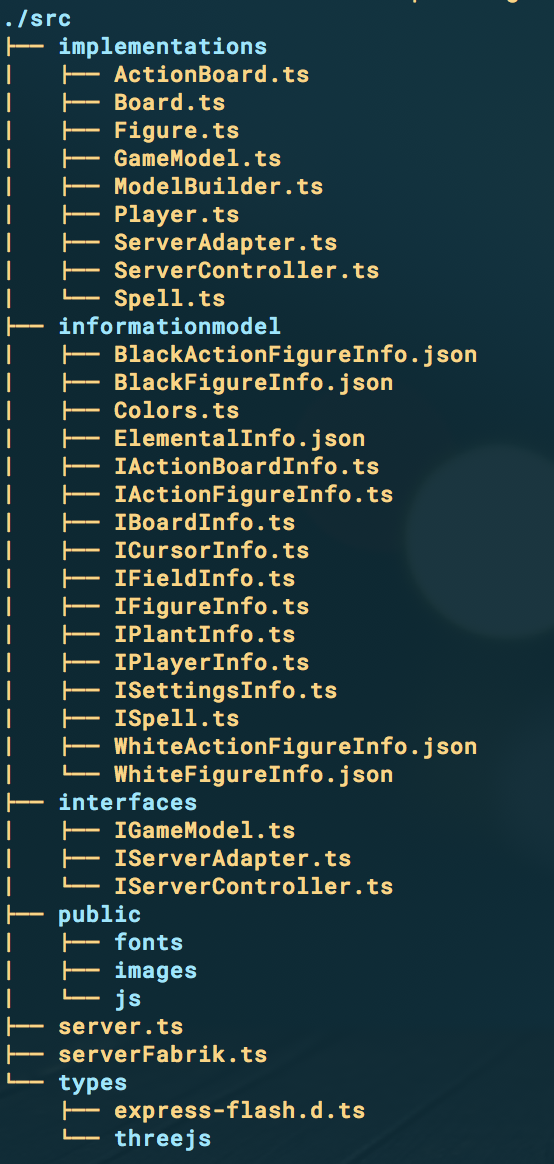 ./src
├── implementations
│   ├── ActionBoard.ts
│   ├── Board.ts
│   ├── Figure.ts
│   ├── GameModel.ts
│   ├── ModelBuilder.ts
│   ├── Player.ts
│   ├── ServerAdapter.ts
│   ├── ServerController.ts
│   └── Spell.ts
├── informationmodel
│   ├── BlackActionFigureInfo.json
│   ├── BlackFigureInfo.json
│   ├── Colors.ts
│   ├── ElementalInfo.json
│   ├── IActionBoardInfo.ts
│   ├── IActionFigureInfo.ts
│   ├── IBoardInfo.ts
│   ├── ICursorInfo.ts
│   ├── IFieldInfo.ts
│   ├── IFigureInfo.ts
│   ├── IPlantInfo.ts
│   ├── IPlayerInfo.ts
│   ├── ISettingsInfo.ts
│   ├── ISpell.ts
│   ├── WhiteActionFigureInfo.json
│   └── WhiteFigureInfo.json
├── interfaces
│   ├── IGameModel.ts
│   ├── IServerAdapter.ts
│   └── IServerController.ts
├── public
│   ├── fonts
│   ├── images
│   └── js
├── server.ts
├── serverFabrik.ts
└── types
    ├── express-flash.d.ts
    └── threejs